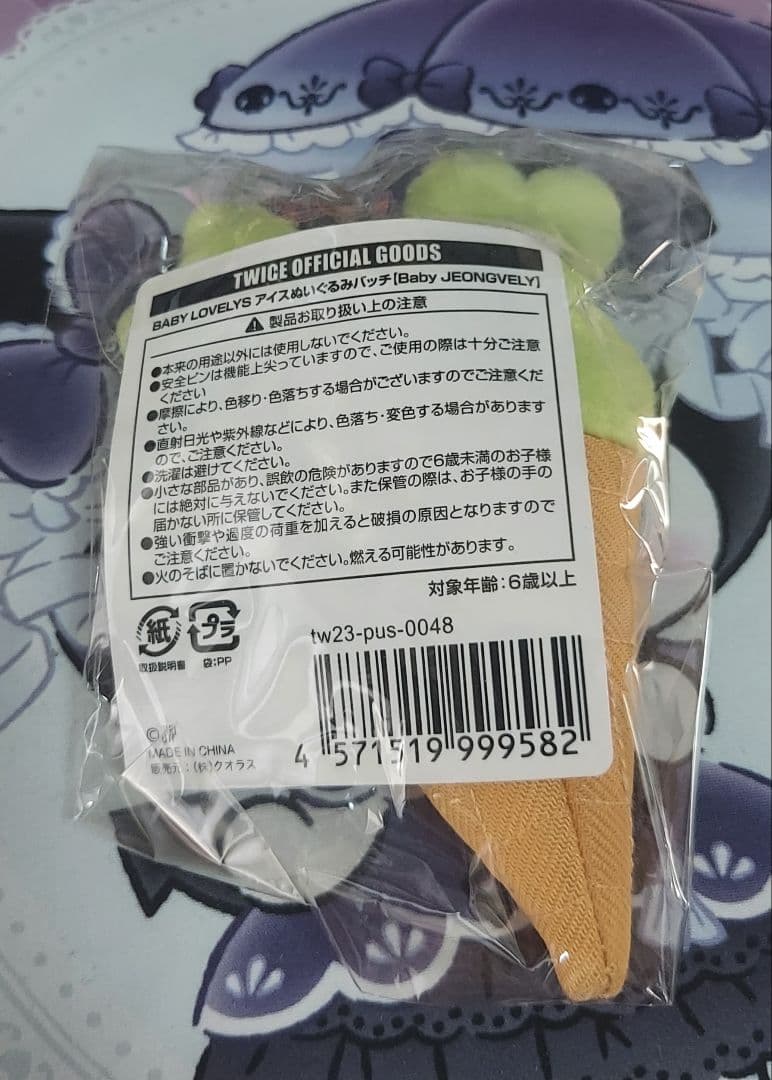 TWICE OFFICIAL GOODS
BABY LOVELYS アイスぬいぐるみバッチ[Baby JEONGVELY]
製品お取り扱い上の注意
●本来の用途以外には使用しないでください。
●安全ピンは機能上尖っていますので、ご使用の際は十分ご注意
ください
●摩擦により、色移り・色落ちする場合がございますのでご注意くだ
さい。
●直射日光や紫外線などにより、色落ち・変色する場合があります
ので、ご注意ください。
●洗濯は避けてください。
●小さな部品があり、誤飲の危険がありますので6歳未満のお子様
には絶対に与えないでください。また保管の際は、お子様の手の
届かない所に保管してください。
●強い衝撃や過度の荷重を加えると破損の原因となりますので
ご注意ください。
●火のそばに置かないでください。燃える可能性があります。
対象年齢:6歳以上
紙 プラ
取扱説明書 袋:PP
tw23-pus-0048
4 571519 999582
©JYP
MADE IN CHINA
販売元:(株)クオラス